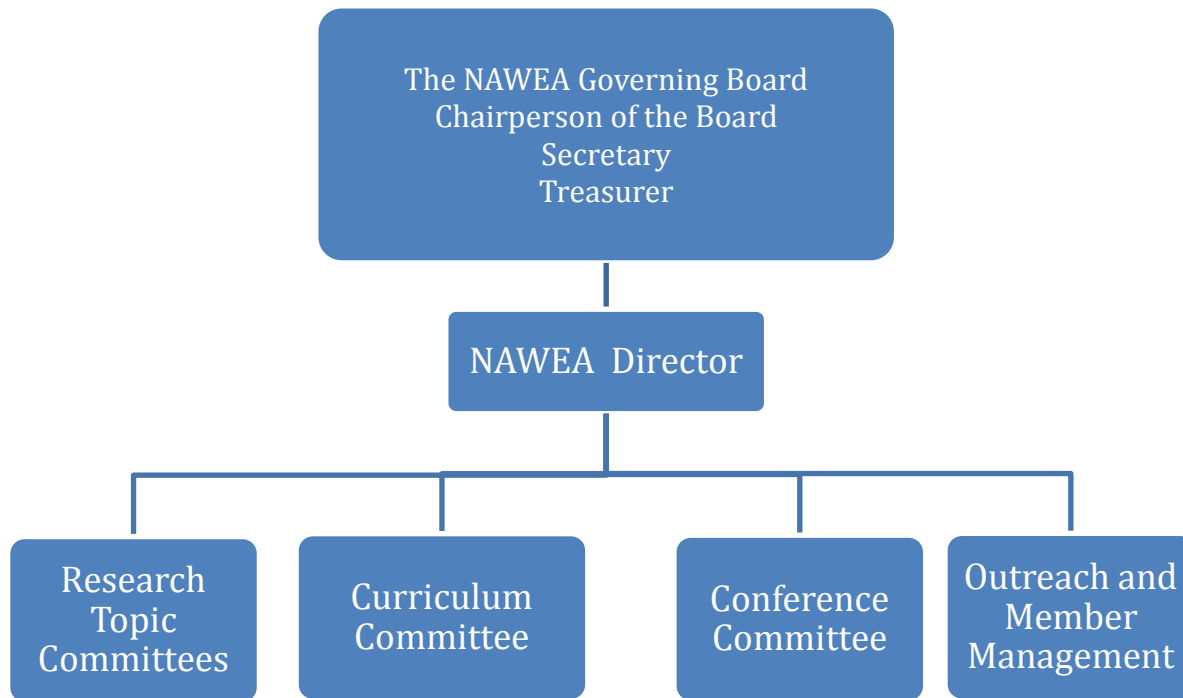 The NAWEA Governing Board
Chairperson of the Board
Secretary
Treasurer
NAWEA Director
Research
Topic
Committees
Curriculum
Committee
Conference
Committee
Outreach and
Member
Management